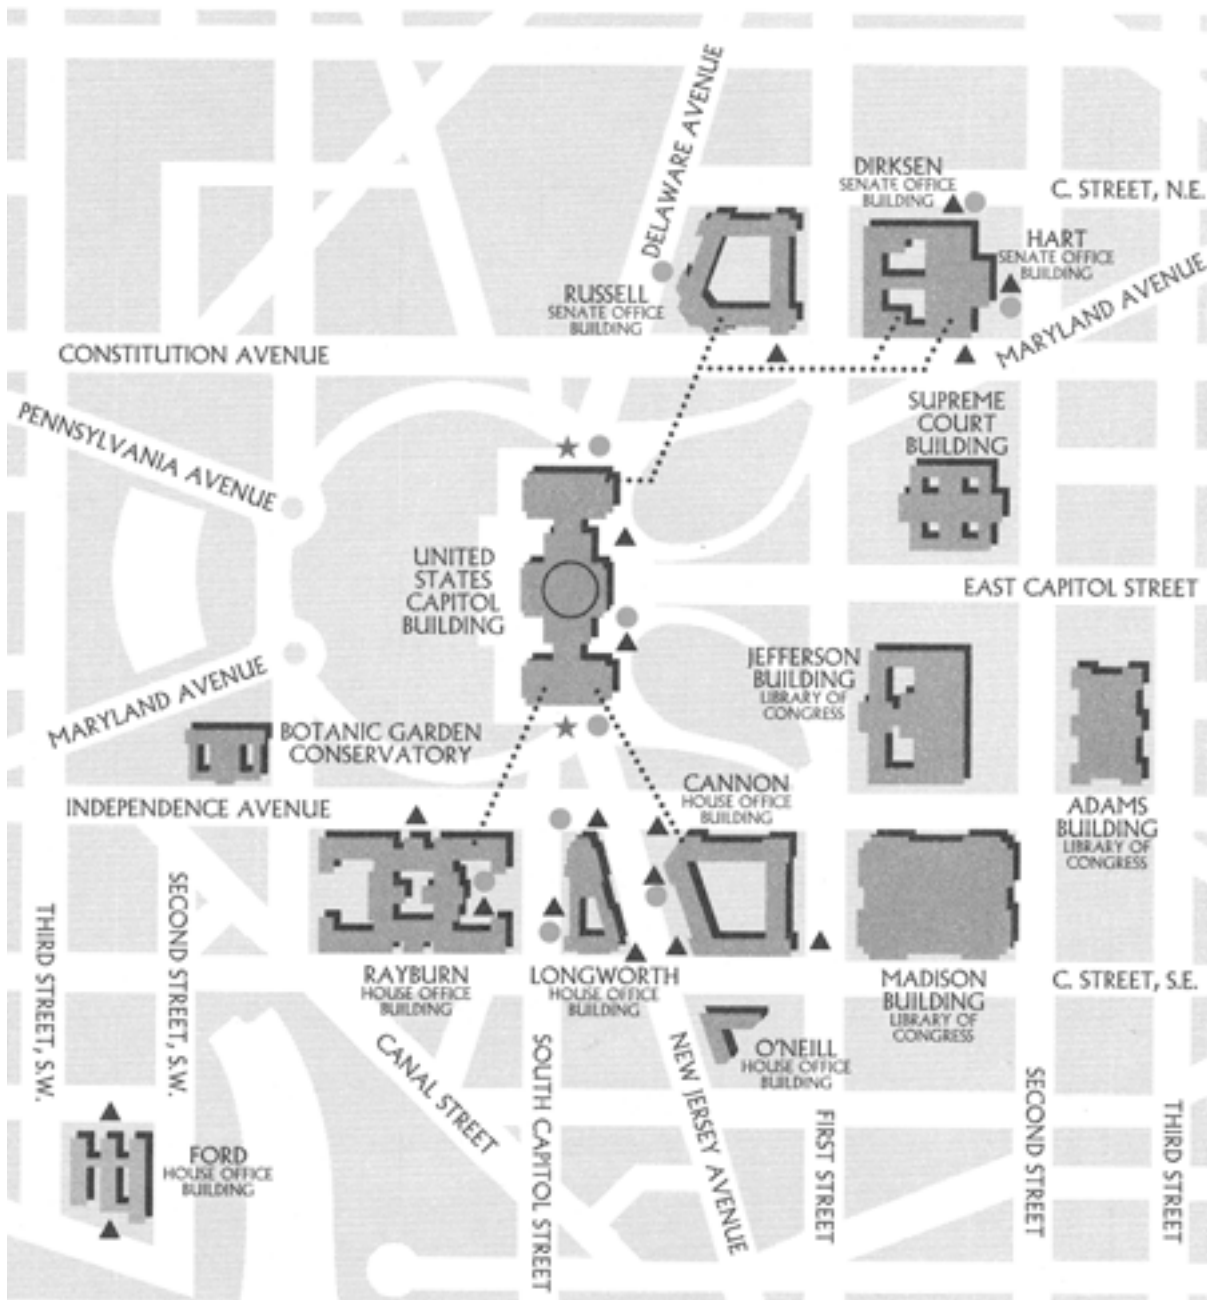 DELAWARE AVENUE
DIRKSEN
SENATE OFFICE
BUILDING
C. STREET, N.E.
HART
SENATE OFFICE
BUILDING
RUSSELL
SENATE OFFICE
BUILDING
MARYLAND AVENUE
CONSTITUTION AVENUE
PENNSYLVANIA AVENUE
SUPREME
COURT
BUILDING
UNITED
STATES
CAPITOL
BUILDING
EAST CAPITOL STREET
JEFFERSON
BUILDING
LIBRARY OF
CONGRESS
MARYLAND AVENUE
BOTANIC GARDEN
CONSERVATORY
CANNON
HOUSE OFFICE
BUILDING
INDEPENDENCE AVENUE
ADAMS
BUILDING
LIBRARY OF
CONGRESS
THIRD STREET, S.W.
SECOND STREET, S.W.
RAYBURN
HOUSE OFFICE
BUILDING
LONGWORTH
HOUSE OFFICE
BUILDING
MADISON
BUILDING
LIBRARY OF
CONGRESS
C. STREET, S.E.
CANAL STREET
SOUTH CAPITOL STREET
NEW JERSEY AVENUE
O'NEILL
HOUSE OFFICE
BUILDING
FIRST STREET
SECOND STREET
THIRD STREET
FORD
HOUSE OFFICE
BUILDING